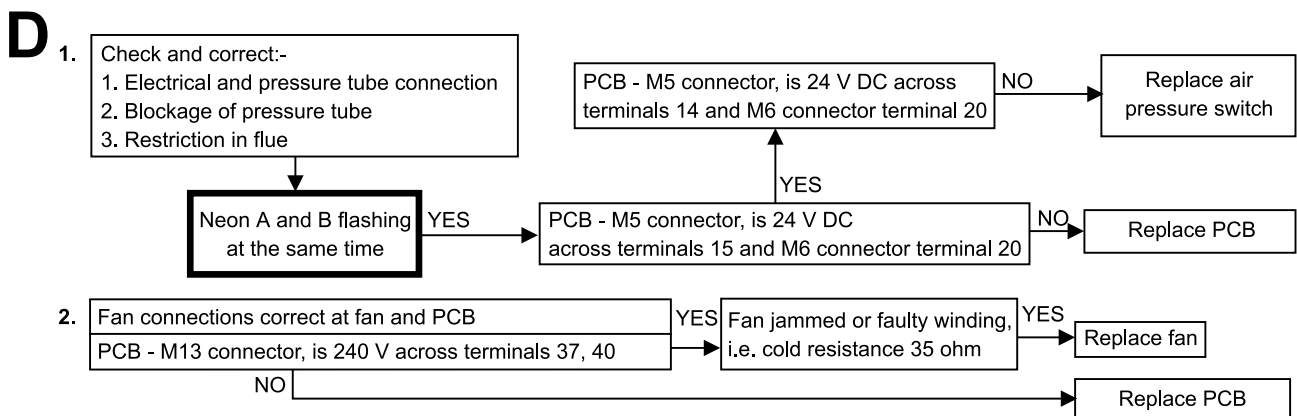 D
1.
Check and correct:-
1. Electrical and pressure tube connection
2. Blockage of pressure tube
3. Restriction in flue
PCB - M5 connector, is 24 V DC across
terminals 14 and M6 connector terminal 20
NO
Replace air
pressure switch
YES
Neon A and B flashing
at the same time
YES
PCB - M5 connector, is 24 V DC
across terminals 15 and M6 connector terminal 20
NO
Replace PCB
2.
Fan connections correct at fan and PCB
PCB - M13 connector, is 240 V across terminals 37, 40
YES
Fan jammed or faulty winding,
i.e. cold resistance 35 ohm
YES
Replace fan
NO
Replace PCB